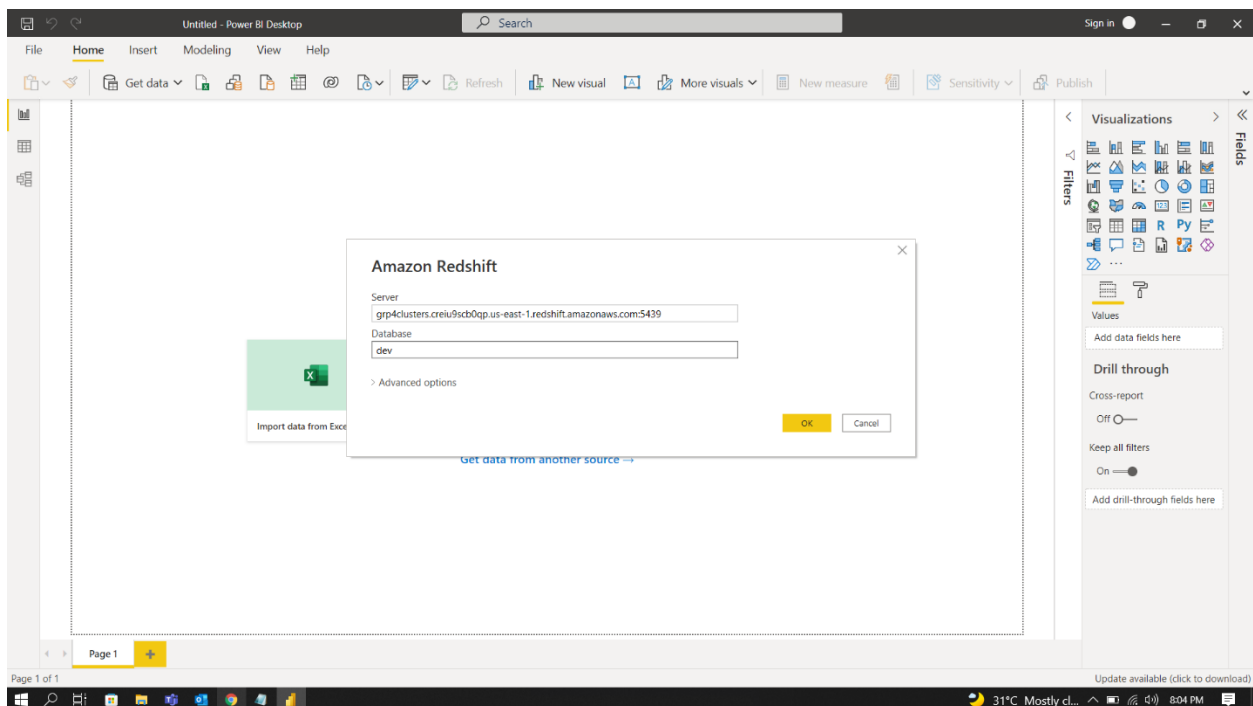 Untitled - Power BI Desktop
Search
Sign in
File Home Insert Modeling View Help
Get data Refresh New visual More visuals New measure Sensitivity Publish
Filters
Visualizations
Fields
123
R Py
Values
Add data fields here
Drill through
Cross-report
Off
Keep all filters
On
Add drill-through fields here
Amazon Redshift
Server
grp4clusters.creiu9scb0qp.us-east-1.redshift.amazonaws.com:5439
Database
dev
Advanced options
OK Cancel
Import data from Exce
Get data from another source →
Page 1
Page 1 of 1
Update available (click to download)
31°C Mostly cl... 8:04 PM